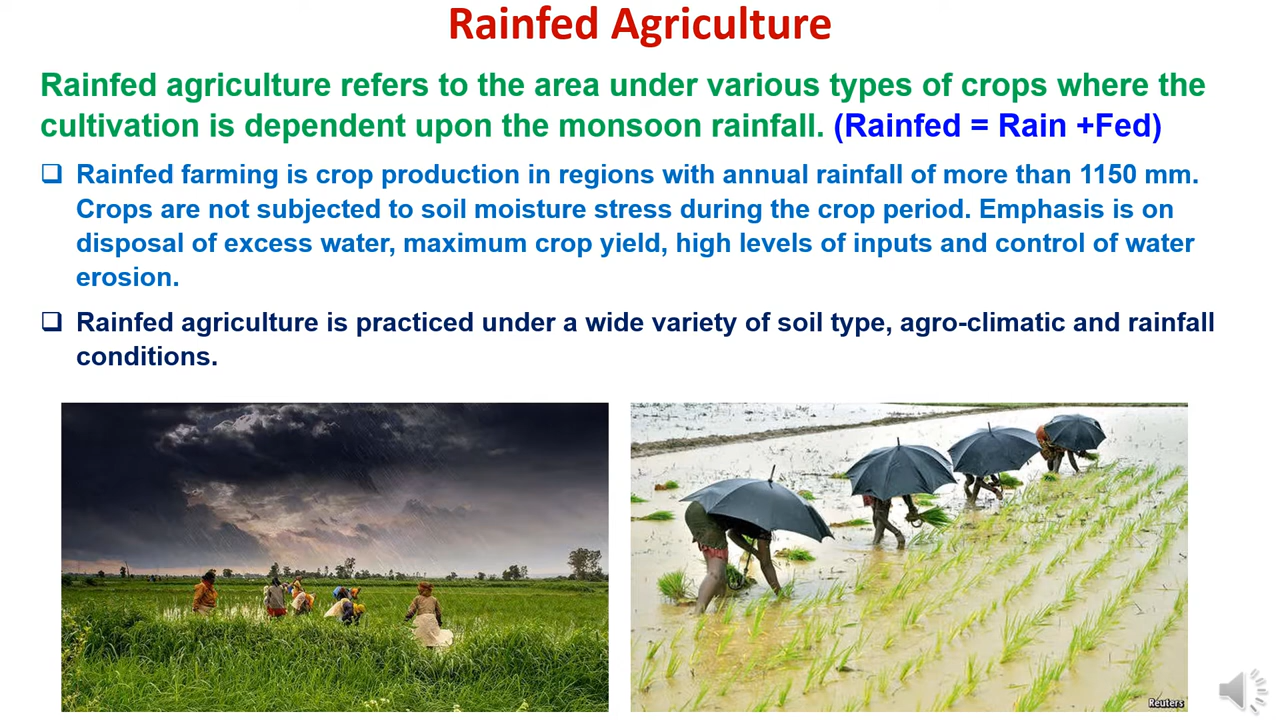 Rainfed Agriculture
Rainfed agriculture refers to the area under various types of crops where the
cultivation is dependent upon the monsoon rainfall. (Rainfed = Rain +Fed)
Rainfed farming is crop production in regions with annual rainfall of more than 1150 mm.
Crops are not subjected to soil moisture stress during the crop period. Emphasis is on
disposal of excess water, maximum crop yield, high levels of inputs and control of water
erosion.
Rainfed agriculture is practiced under a wide variety of soil type, agro-climatic and rainfall
conditions.
Reuters